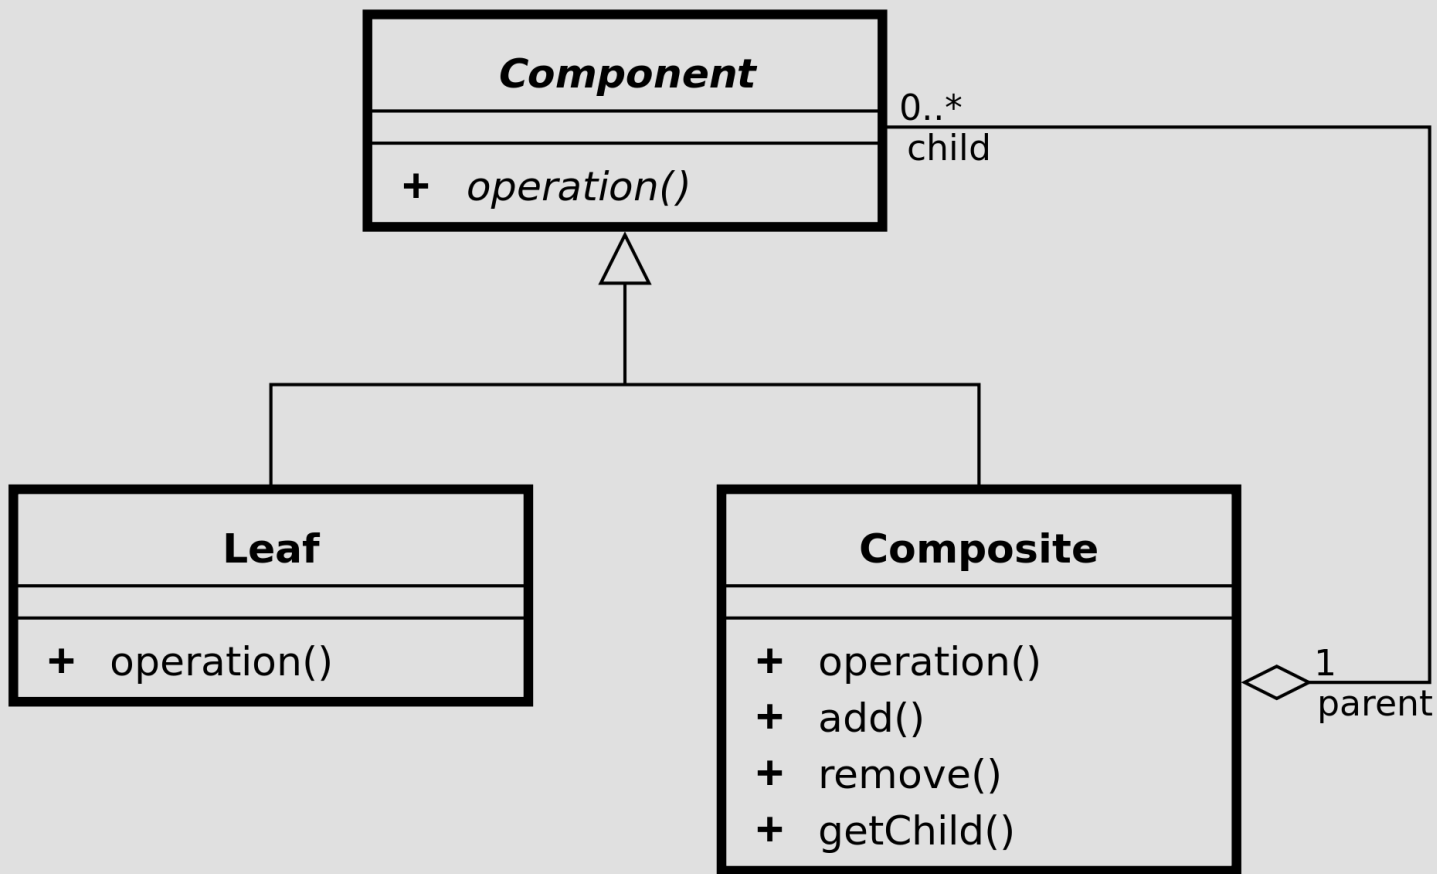 Component
+ operation()
0..*
child
Leaf
+ operation()
Composite
+ operation()
+ add()
+ remove()
+ getChild()
1
parent